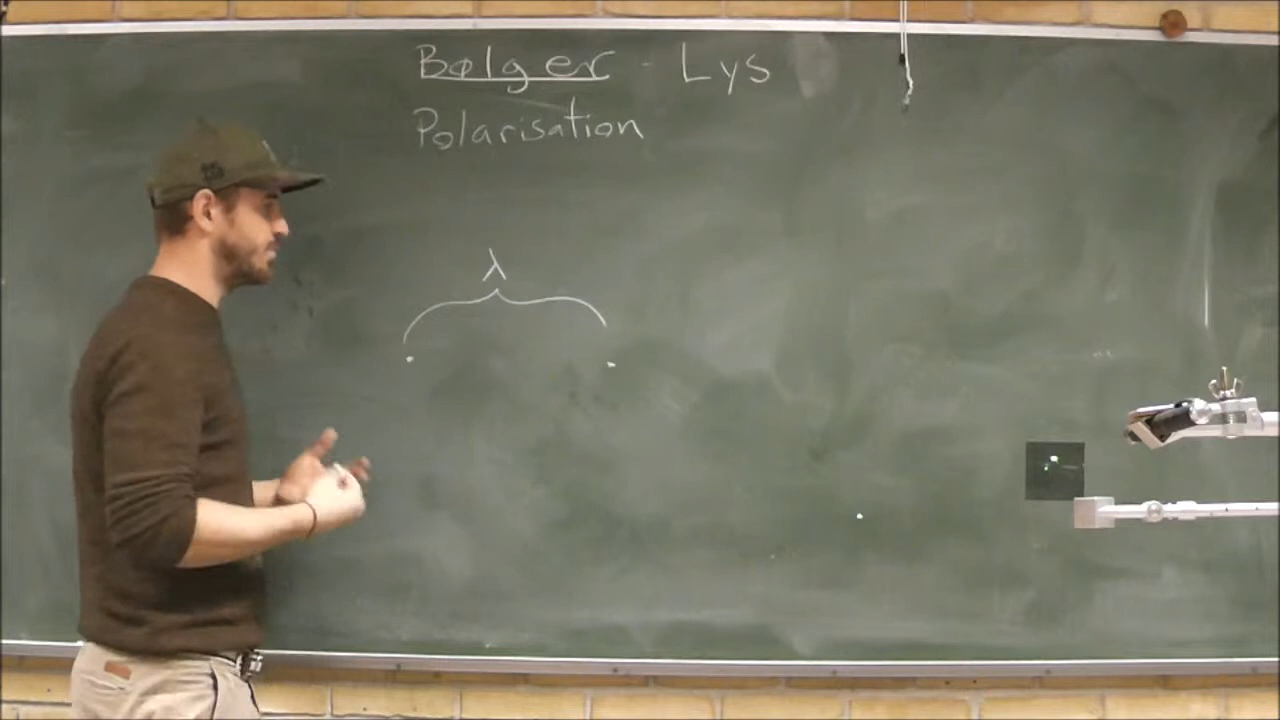 Bølger - Lys
Polarisation
λ